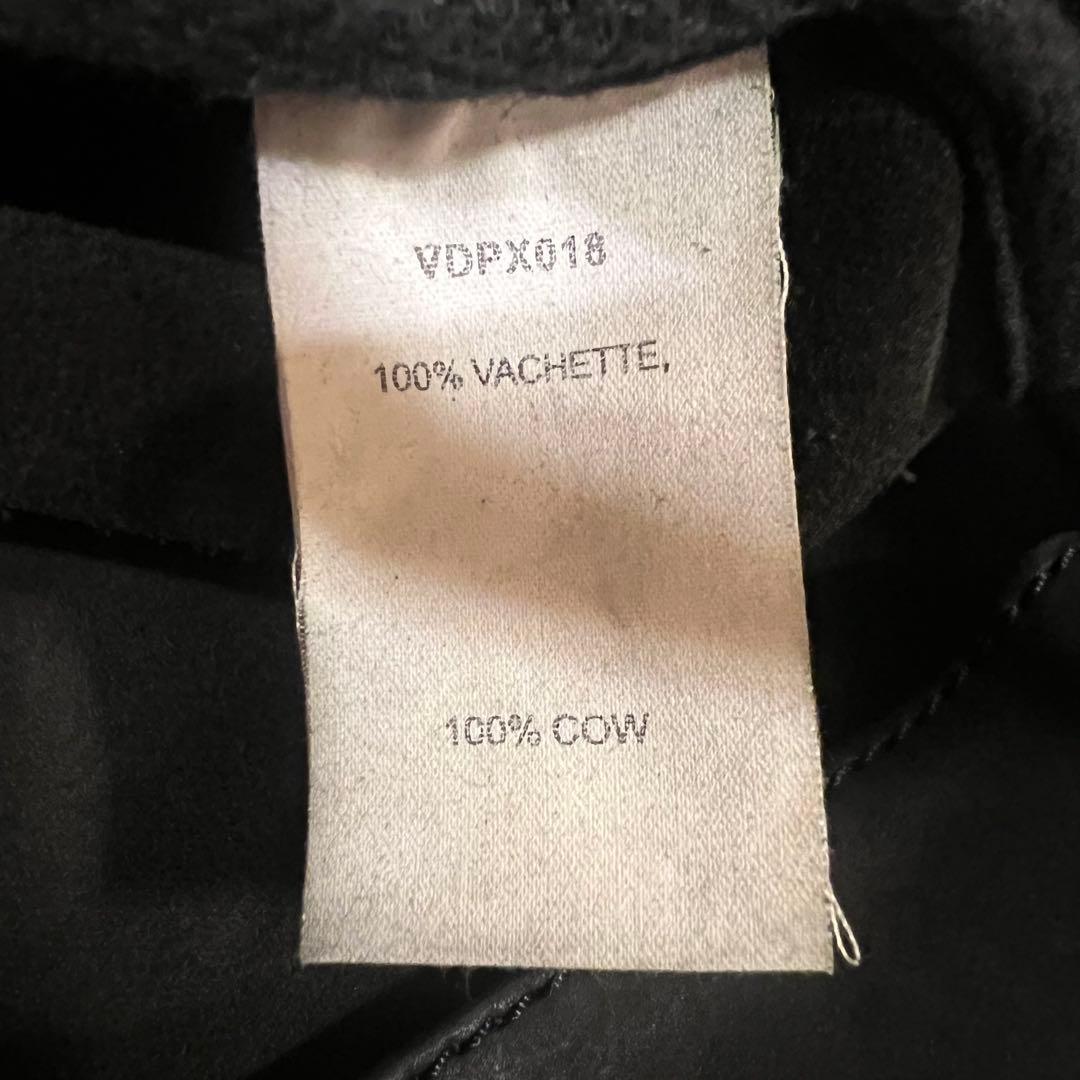 VDPX018
100% VACHETTE,
100% COW